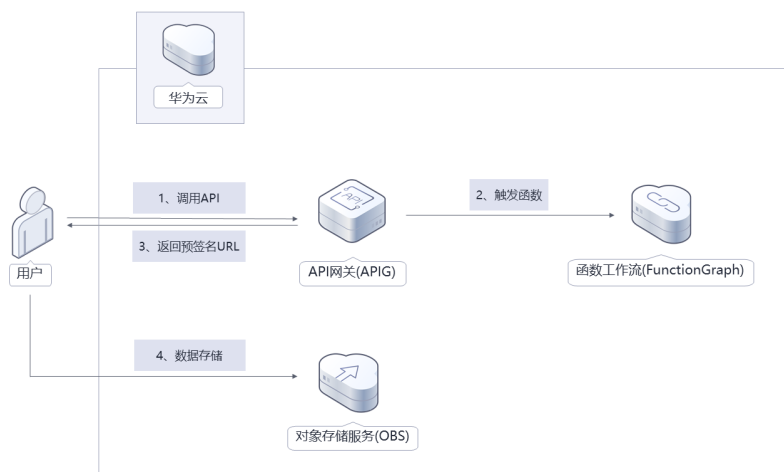 华为云
1、调用API
2、触发函数
API
3、返回预签名URL
用户
API网关(APIG)
函数工作流(FunctionGraph)
4、数据存储
对象存储服务(OBS)